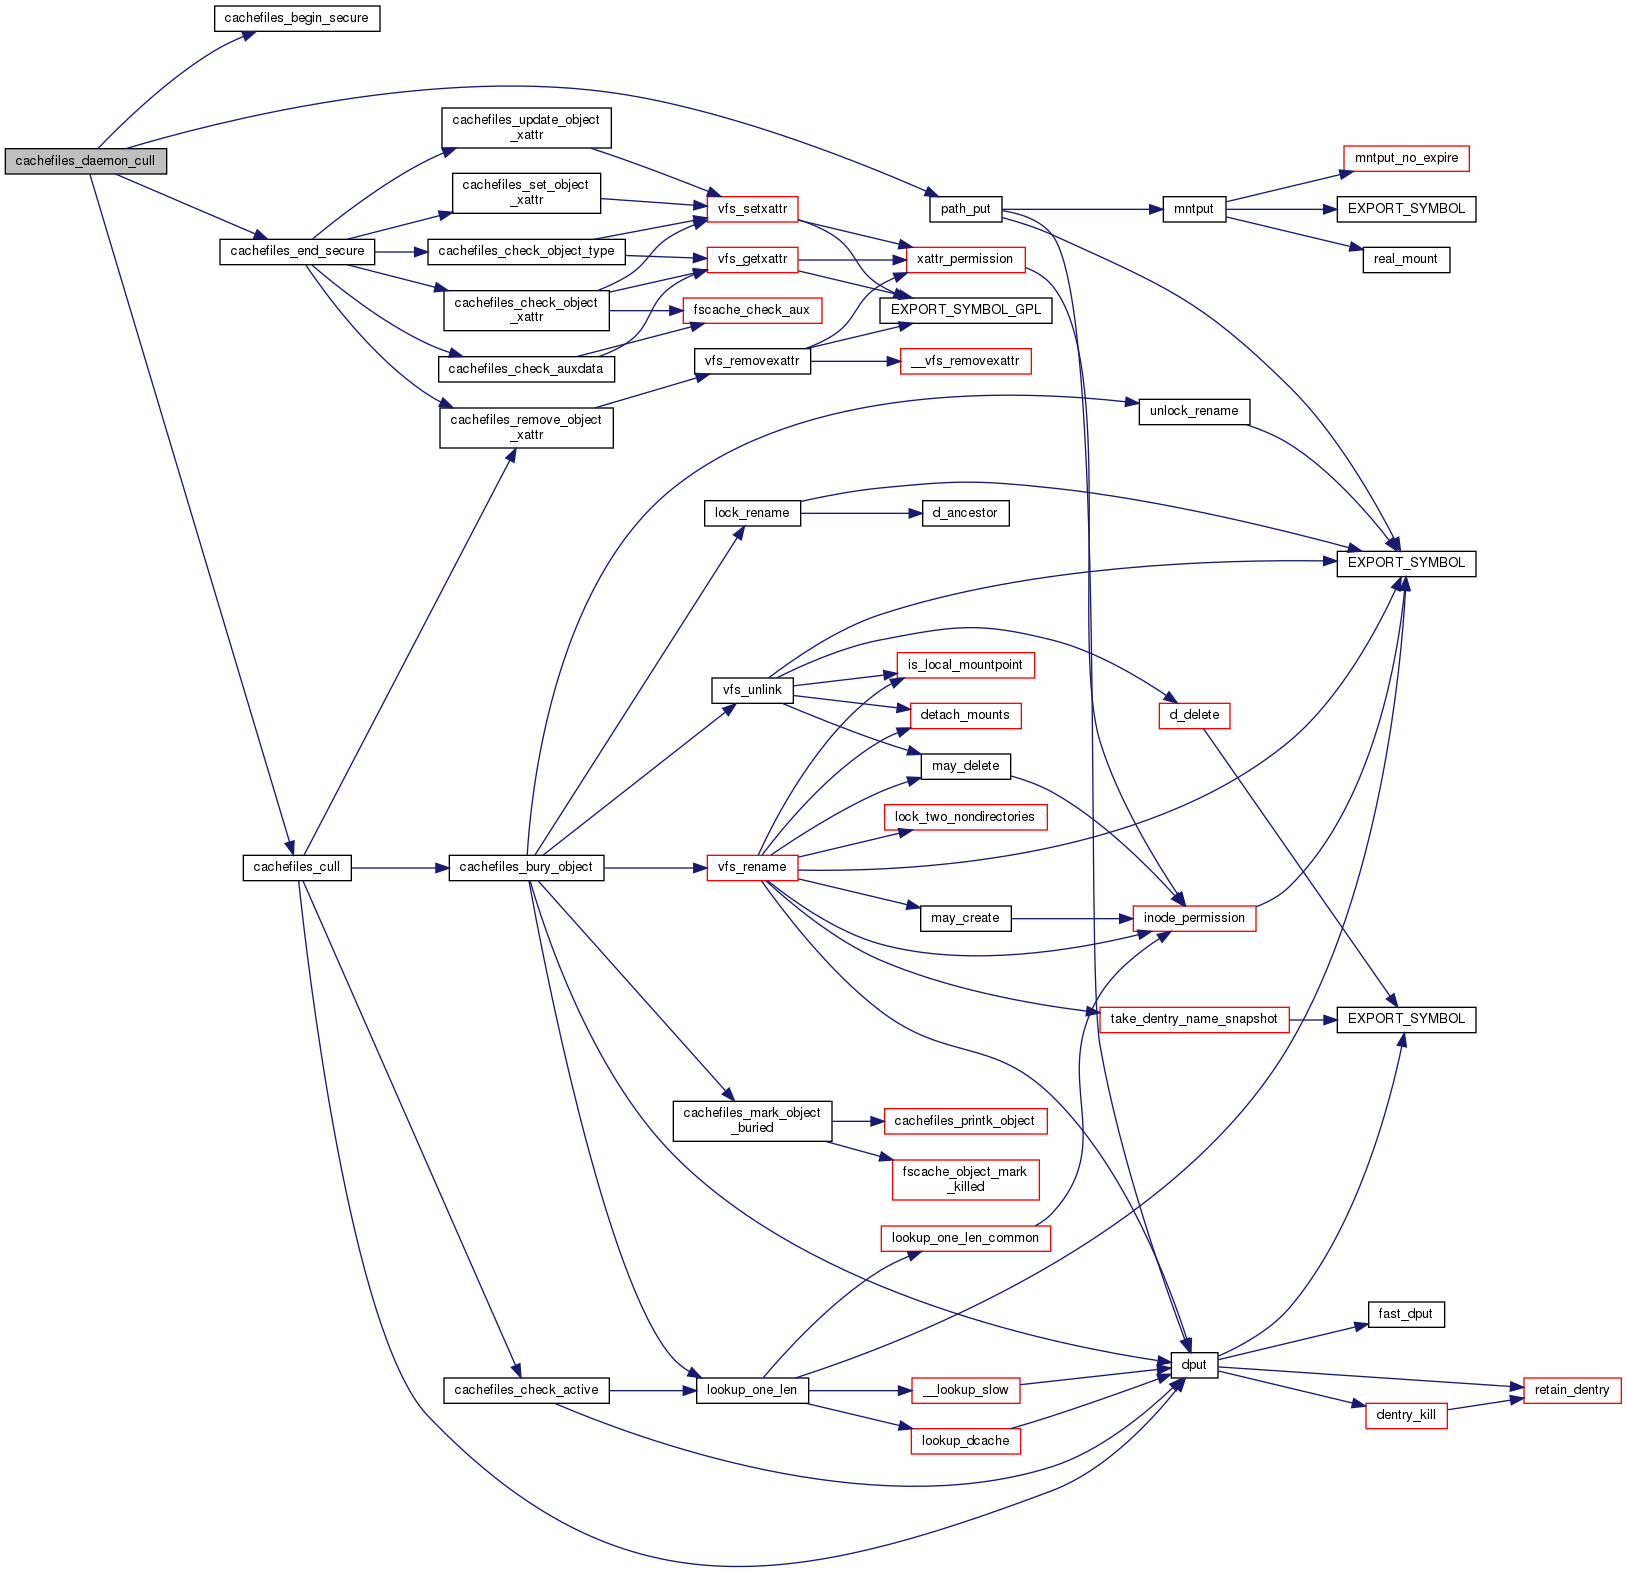 cachefiles_begin_secure
cachefiles_update_object
_xattr
cachefiles_daemon_cull
mntput_no_expire
cachefiles_set_object
_xattr
vfs_setxattr
path_put
mntput
EXPORT_SYMBOL
cachefiles_end_secure
cachefiles_check_object_type
vfs_getxattr
xattr_permission
real_mount
cachefiles_check_object
_xattr
fscache_check_aux
EXPORT_SYMBOL_GPL
cachefiles_check_auxdata
vfs_removexattr
__vfs_removexattr
cachefiles_remove_object
_xattr
unlock_rename
lock_rename
d_ancestor
EXPORT_SYMBOL
is_local_mountpoint
vfs_unlink
detach_mounts
d_delete
may_delete
lock_two_nondirectories
cachefiles_cull
cachefiles_bury_object
vfs_rename
may_create
inode_permission
take_dentry_name_snapshot
EXPORT_SYMBOL
cachefiles_mark_object
_buried
cachefiles_printk_object
fscache_object_mark
_killed
lookup_one_len_common
fast_dput
dput
cachefiles_check_active
lookup_one_len
__lookup_slow
retain_dentry
dentry_kill
lookup_dcache